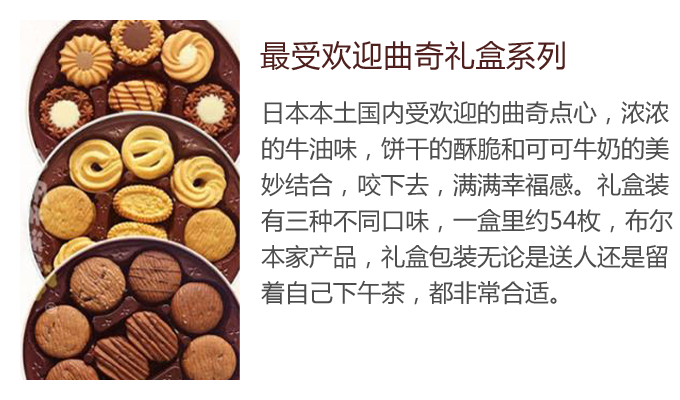 最受欢迎曲奇礼盒系列
日本本土国内受欢迎的曲奇点心，浓浓
的牛油味，饼干的酥脆和可可牛奶的美
妙结合，咬下去，满满幸福感。礼盒装
有三种不同口味，一盒里约54枚，布尔
本家产品，礼盒包装无论是送人还是留
着自己下午茶，都非常合适。